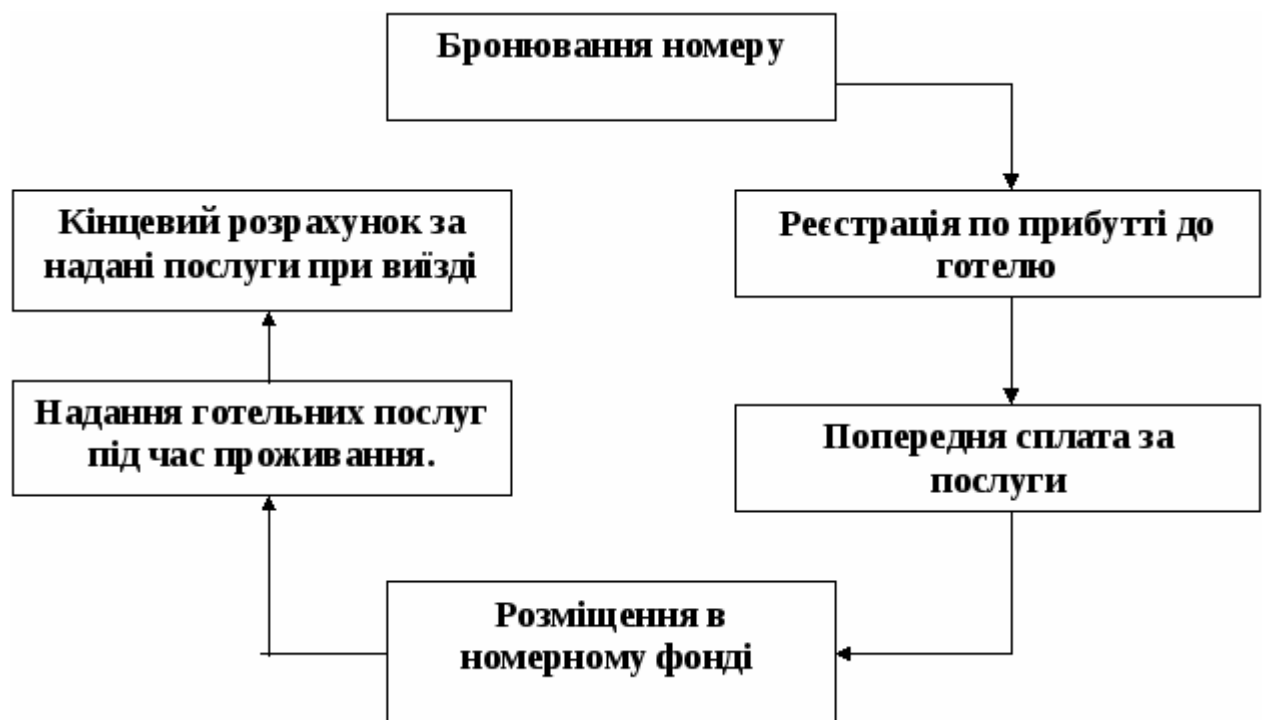 Бронювання номеру
Кінцевий розрахунок за
надані послуги при виїзді
Реєстрація по прибутті до
готелю
Надання готельних послуг
під час проживання.
Попередня сплата за
послуги
Розміщення в
номерному фонді